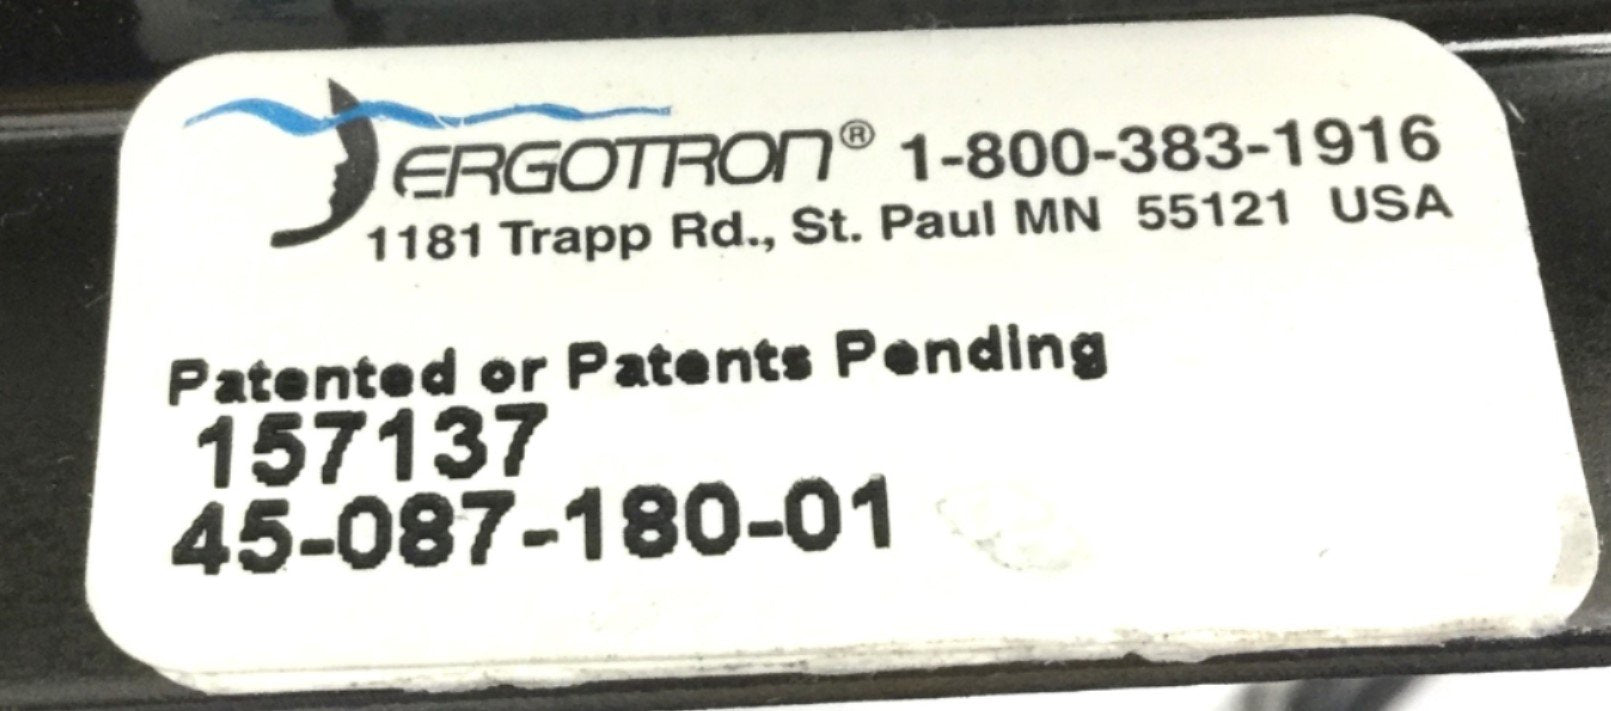 ERGOTRON® 1-800-383-1916
1181 Trapp Rd., St. Paul MN 55121 USA
Patented or Patents Pending
157137
45-087-180-01